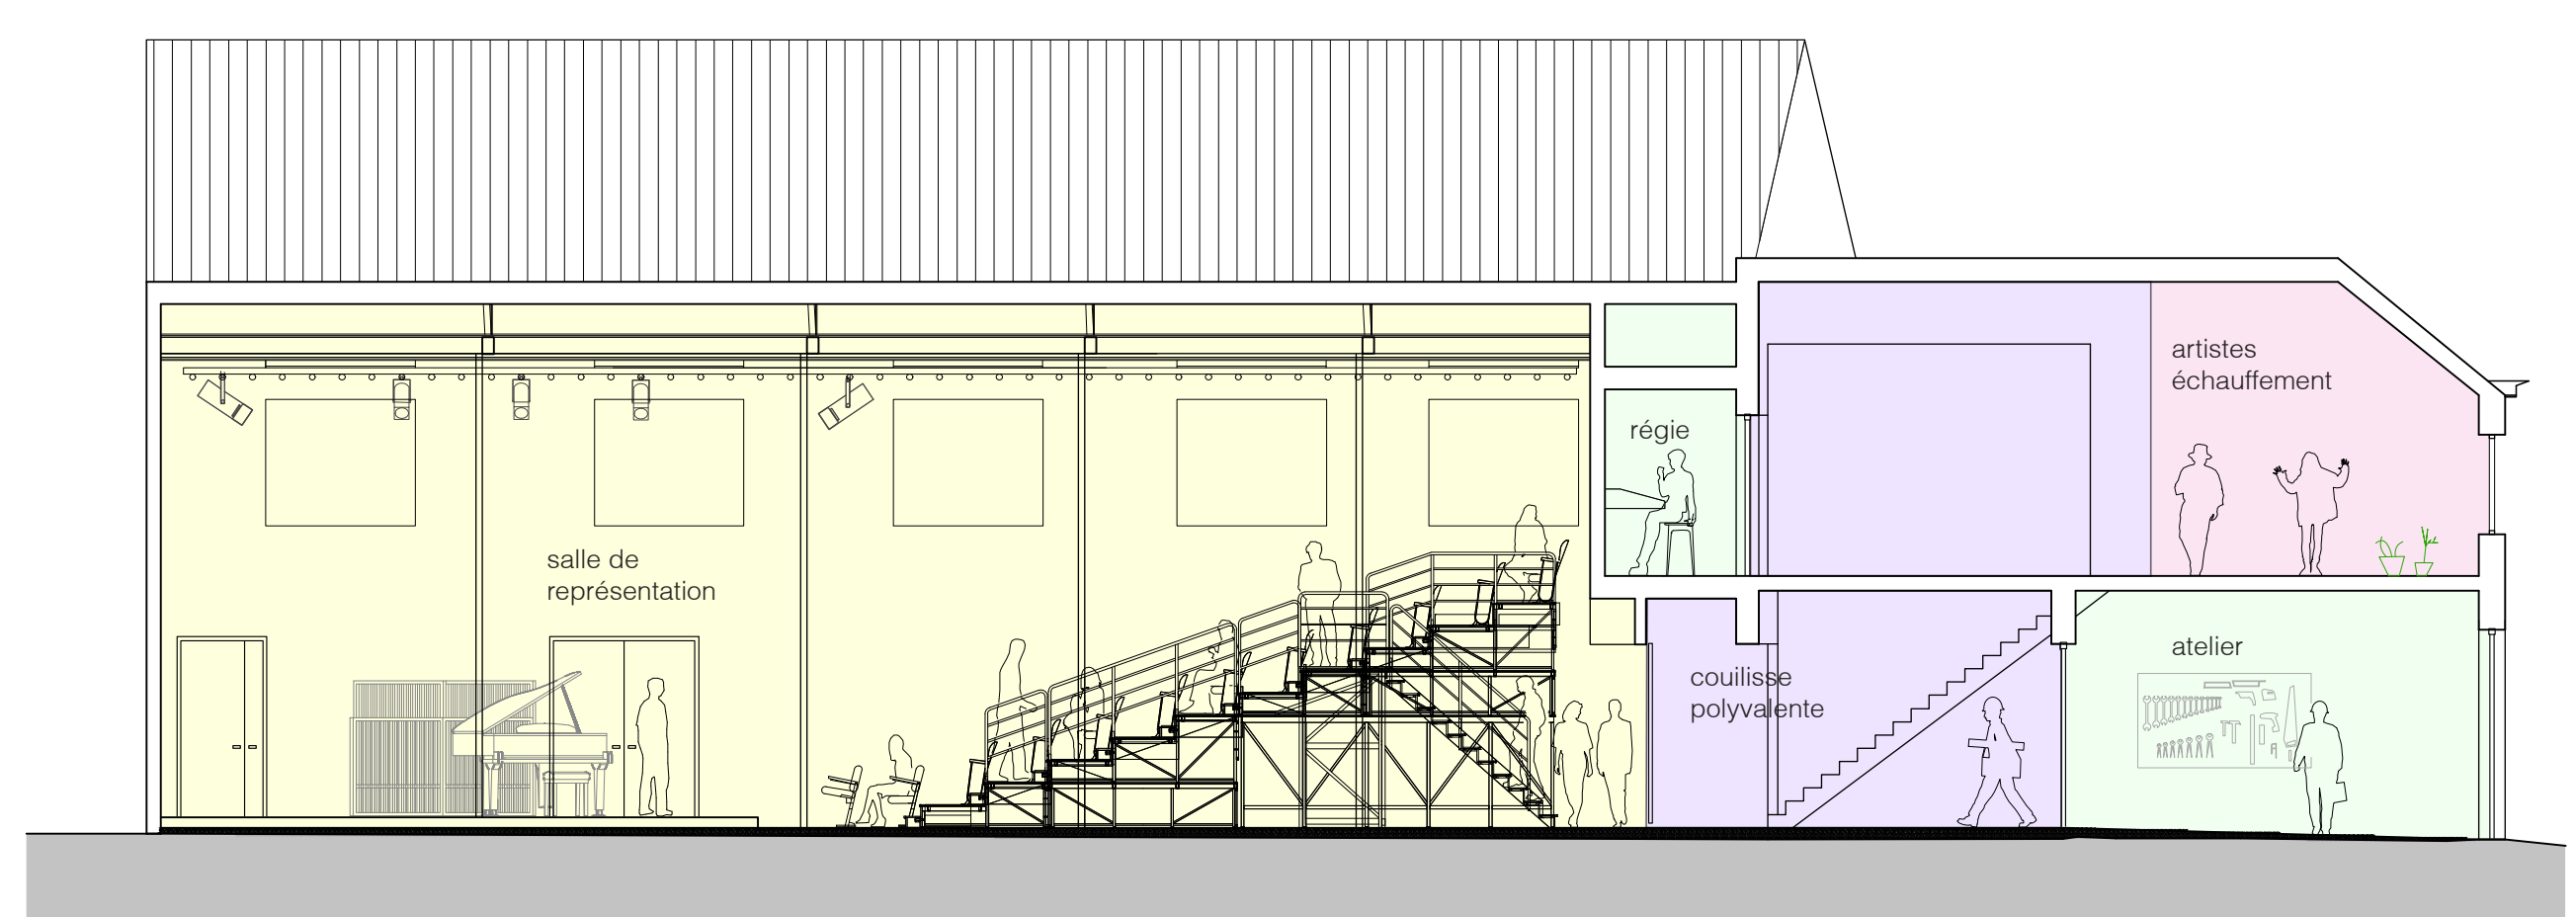 salle de
représentation
régie
artistes
échauffement
couilisse
polyvalente
atelier